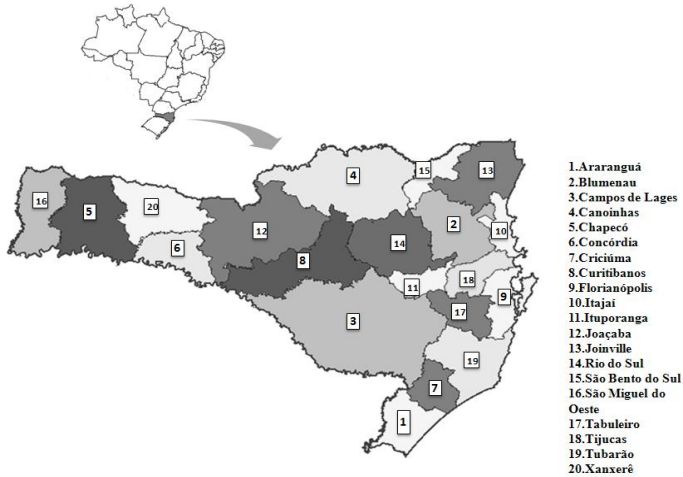 4
15
13
16
5
20
2
10
12
6
14
8
11
18
9
17
3
19
7
1
1.Araranguá
2.Blumenau
3.Campos de Lages
4.Canoinhas
5.Chapecó
6.Concórdia
7.Criciúma
8.Curitibanos
9.Florianópolis
10.Itajaí
11.Ituporanga
12.Joaçaba
13.Joinville
14.Rio do Sul
15.São Bento do Sul
16.São Miguel do
Oeste
17.Tabuleiro
18.Tijucas
19.Tubarão
20.Xanxerê